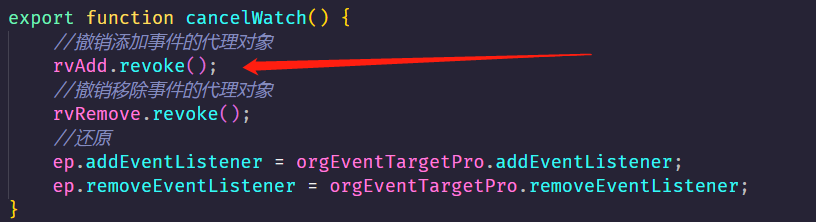 export function cancelWatch() {
//撤销添加事件的代理对象
rvAdd.revoke();
//撤销移除事件的代理对象
rvRemove.revoke();
//还原
ep.addEventListener = orgEventTargetPro.addEventListener;
ep.removeEventListener = orgEventTargetPro.removeEventListener;
}